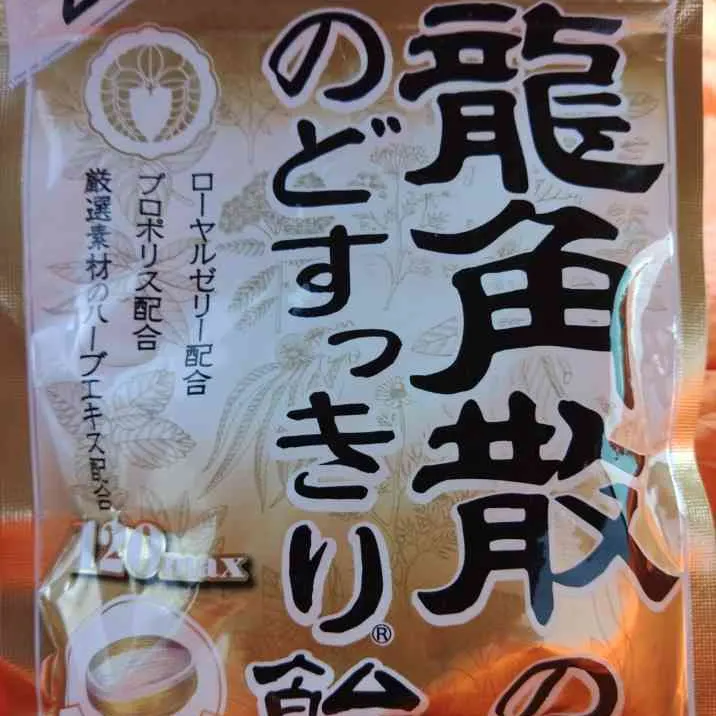 龍角散の
のどすっきり®飴
ローヤルゼリー配合
プロポリス配合
厳選素材のハーブエキス配合
120max